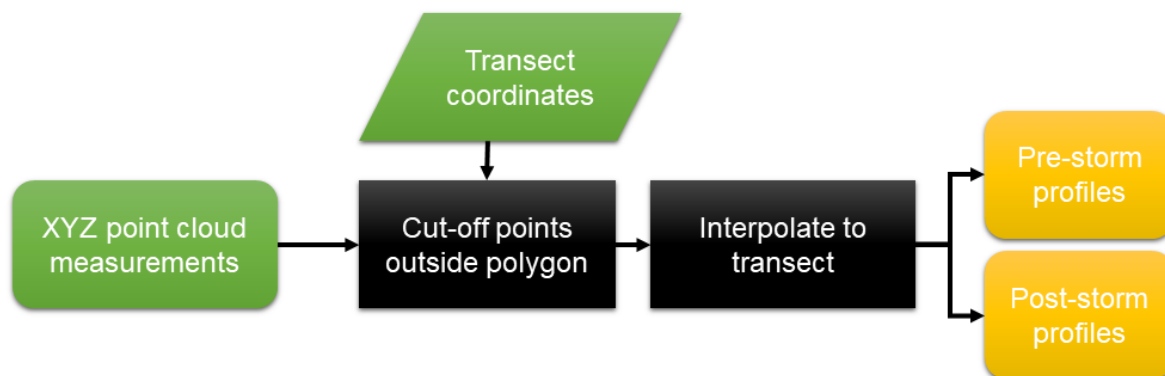 Transect
coordinates
XYZ point cloud
measurements
Cut-off points
outside polygon
Interpolate to
transect
Pre-storm
profiles
Post-storm
profiles